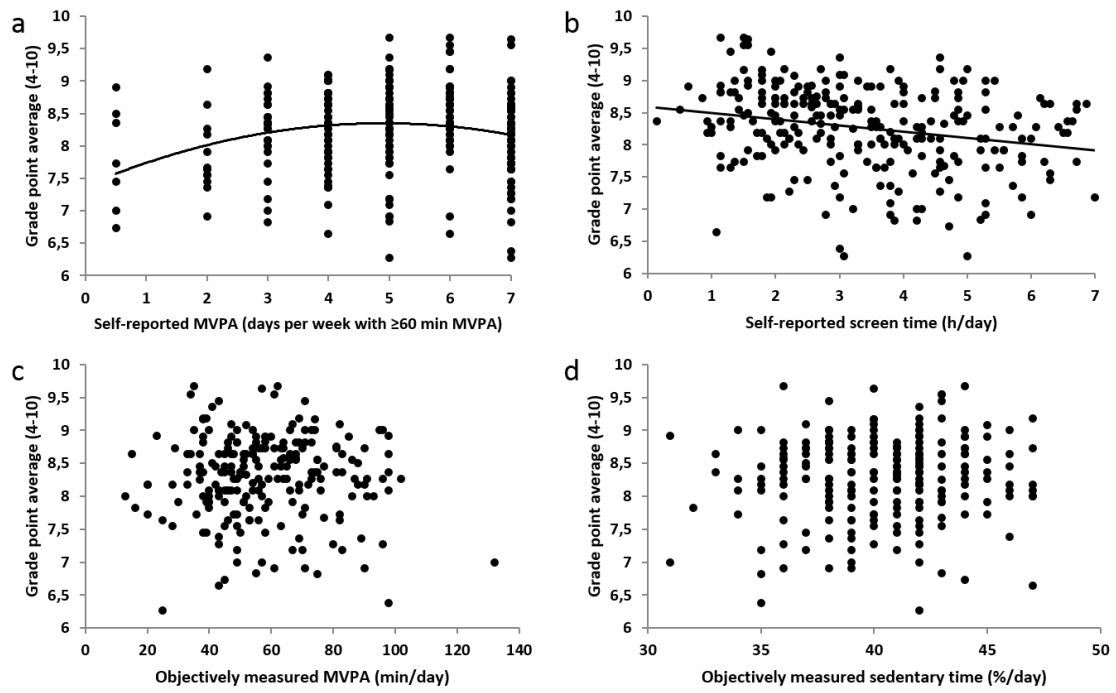 a
Grade point average (4-10)
10
9,5
9
8,5
8
7,5
7
6,5
6
0 1 2 3 4 5 6 7
Self-reported MVPA (days per week with ≥60 min MVPA)
b
Grade point average (4-10)
10
9,5
9
8,5
8
7,5
7
6,5
6
0 1 2 3 4 5 6 7
Self-reported screen time (h/day)
c
Grade point average (4-10)
10
9,5
9
8,5
8
7,5
7
6,5
6
0 20 40 60 80 100 120 140
Objectively measured MVPA (min/day)
d
Grade point average (4-10)
10
9,5
9
8,5
8
7,5
7
6,5
6
30 35 40 45 50
Objectively measured sedentary time (%/day)